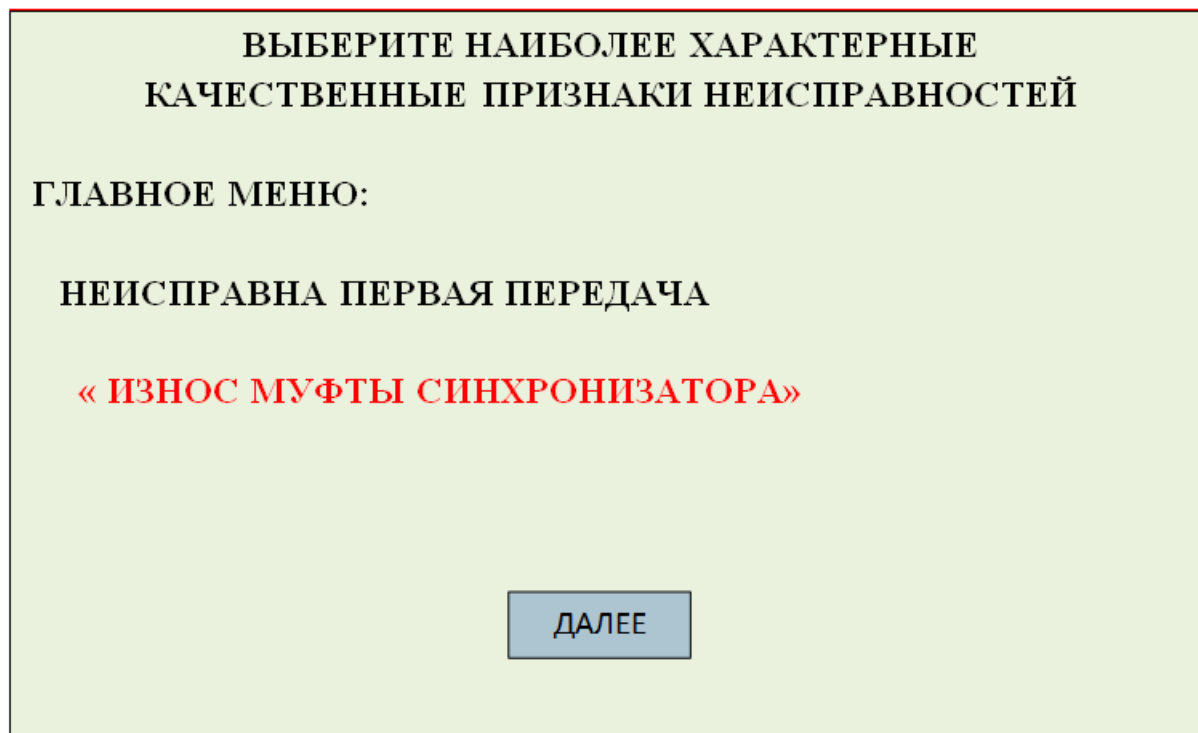 ВЫБЕРИТЕ НАИБОЛЕЕ ХАРАКТЕРНЫЕ
КАЧЕСТВЕННЫЕ ПРИЗНАКИ НЕИСПРАВНОСТЕЙ
ГЛАВНОЕ МЕНЮ:
НЕИСПРАВНА ПЕРВАЯ ПЕРЕДАЧА
« ИЗНОС МУФТЫ СИНХРОНИЗАТОРА»
ДАЛЕЕ